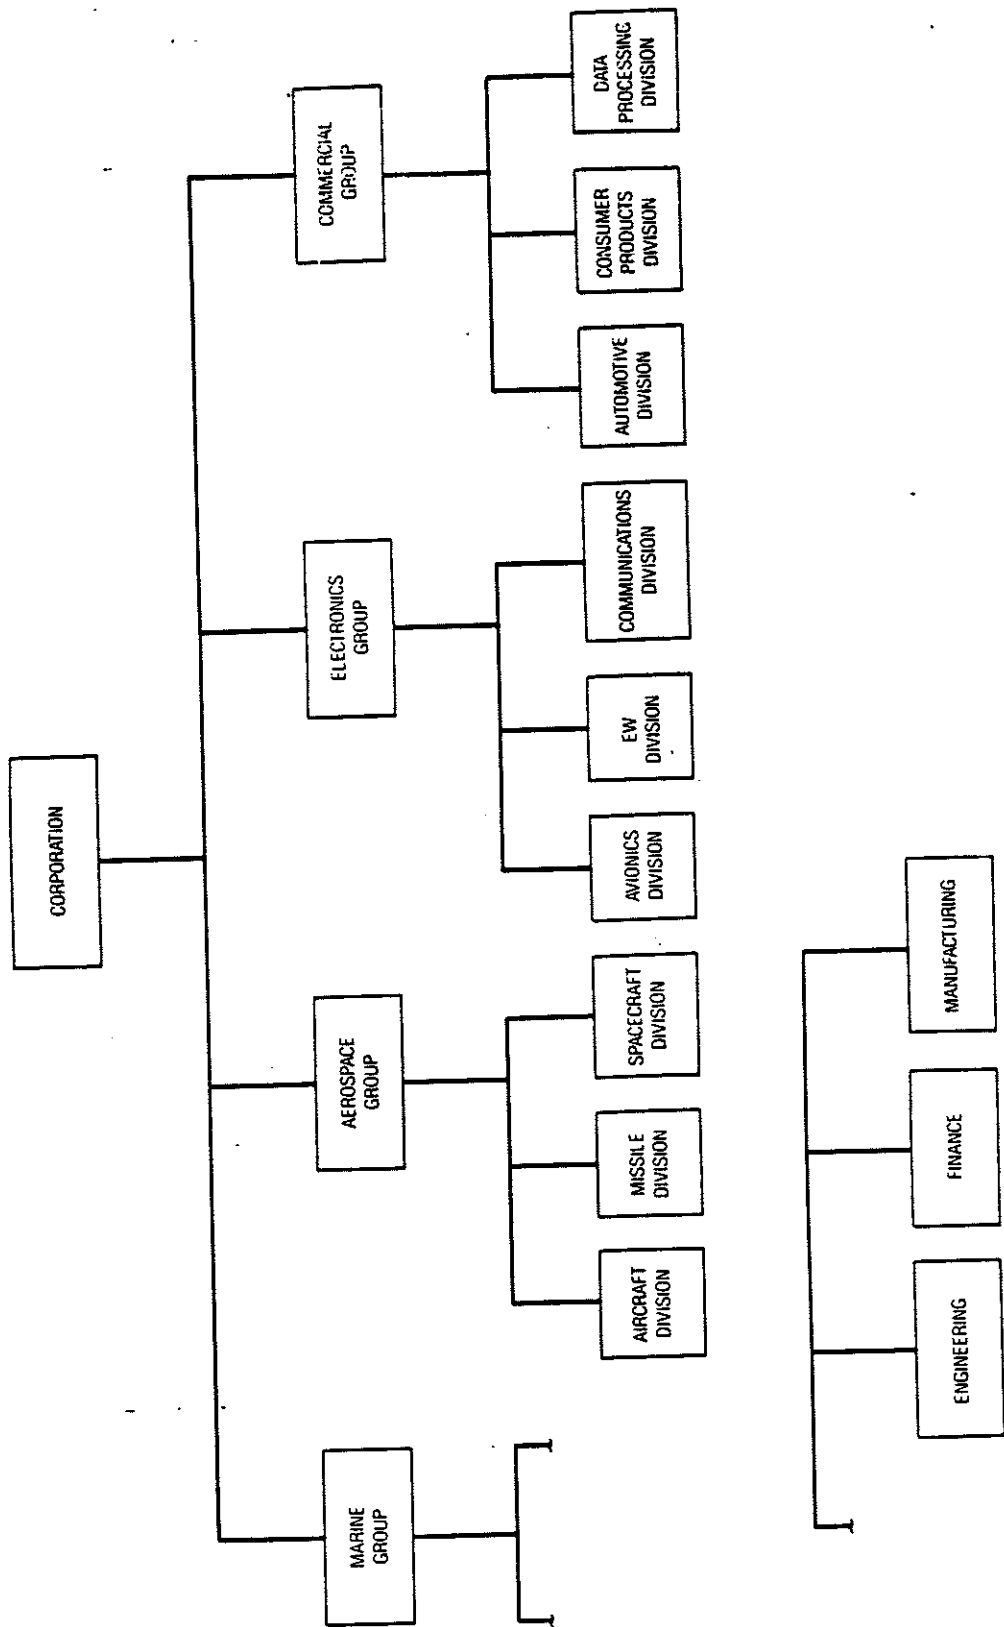 CORPORATION
MARINE
GROUP
AEROSPACE
GROUP
ELECTRONICS
GROUP
COMMERCIAL
GROUP
AIRCRAFT
DIVISION
MISSILE
DIVISION
SPACECRAFT
DIVISION
AVIONICS
DIVISION
EW
DIVISION
COMMUNICATIONS
DIVISION
AUTOMOTIVE
DIVISION
CONSUMER
PRODUCTS
DIVISION
DATA
PROCESSING
DIVISION
ENGINEERING
FINANCE
MANUFACTURING